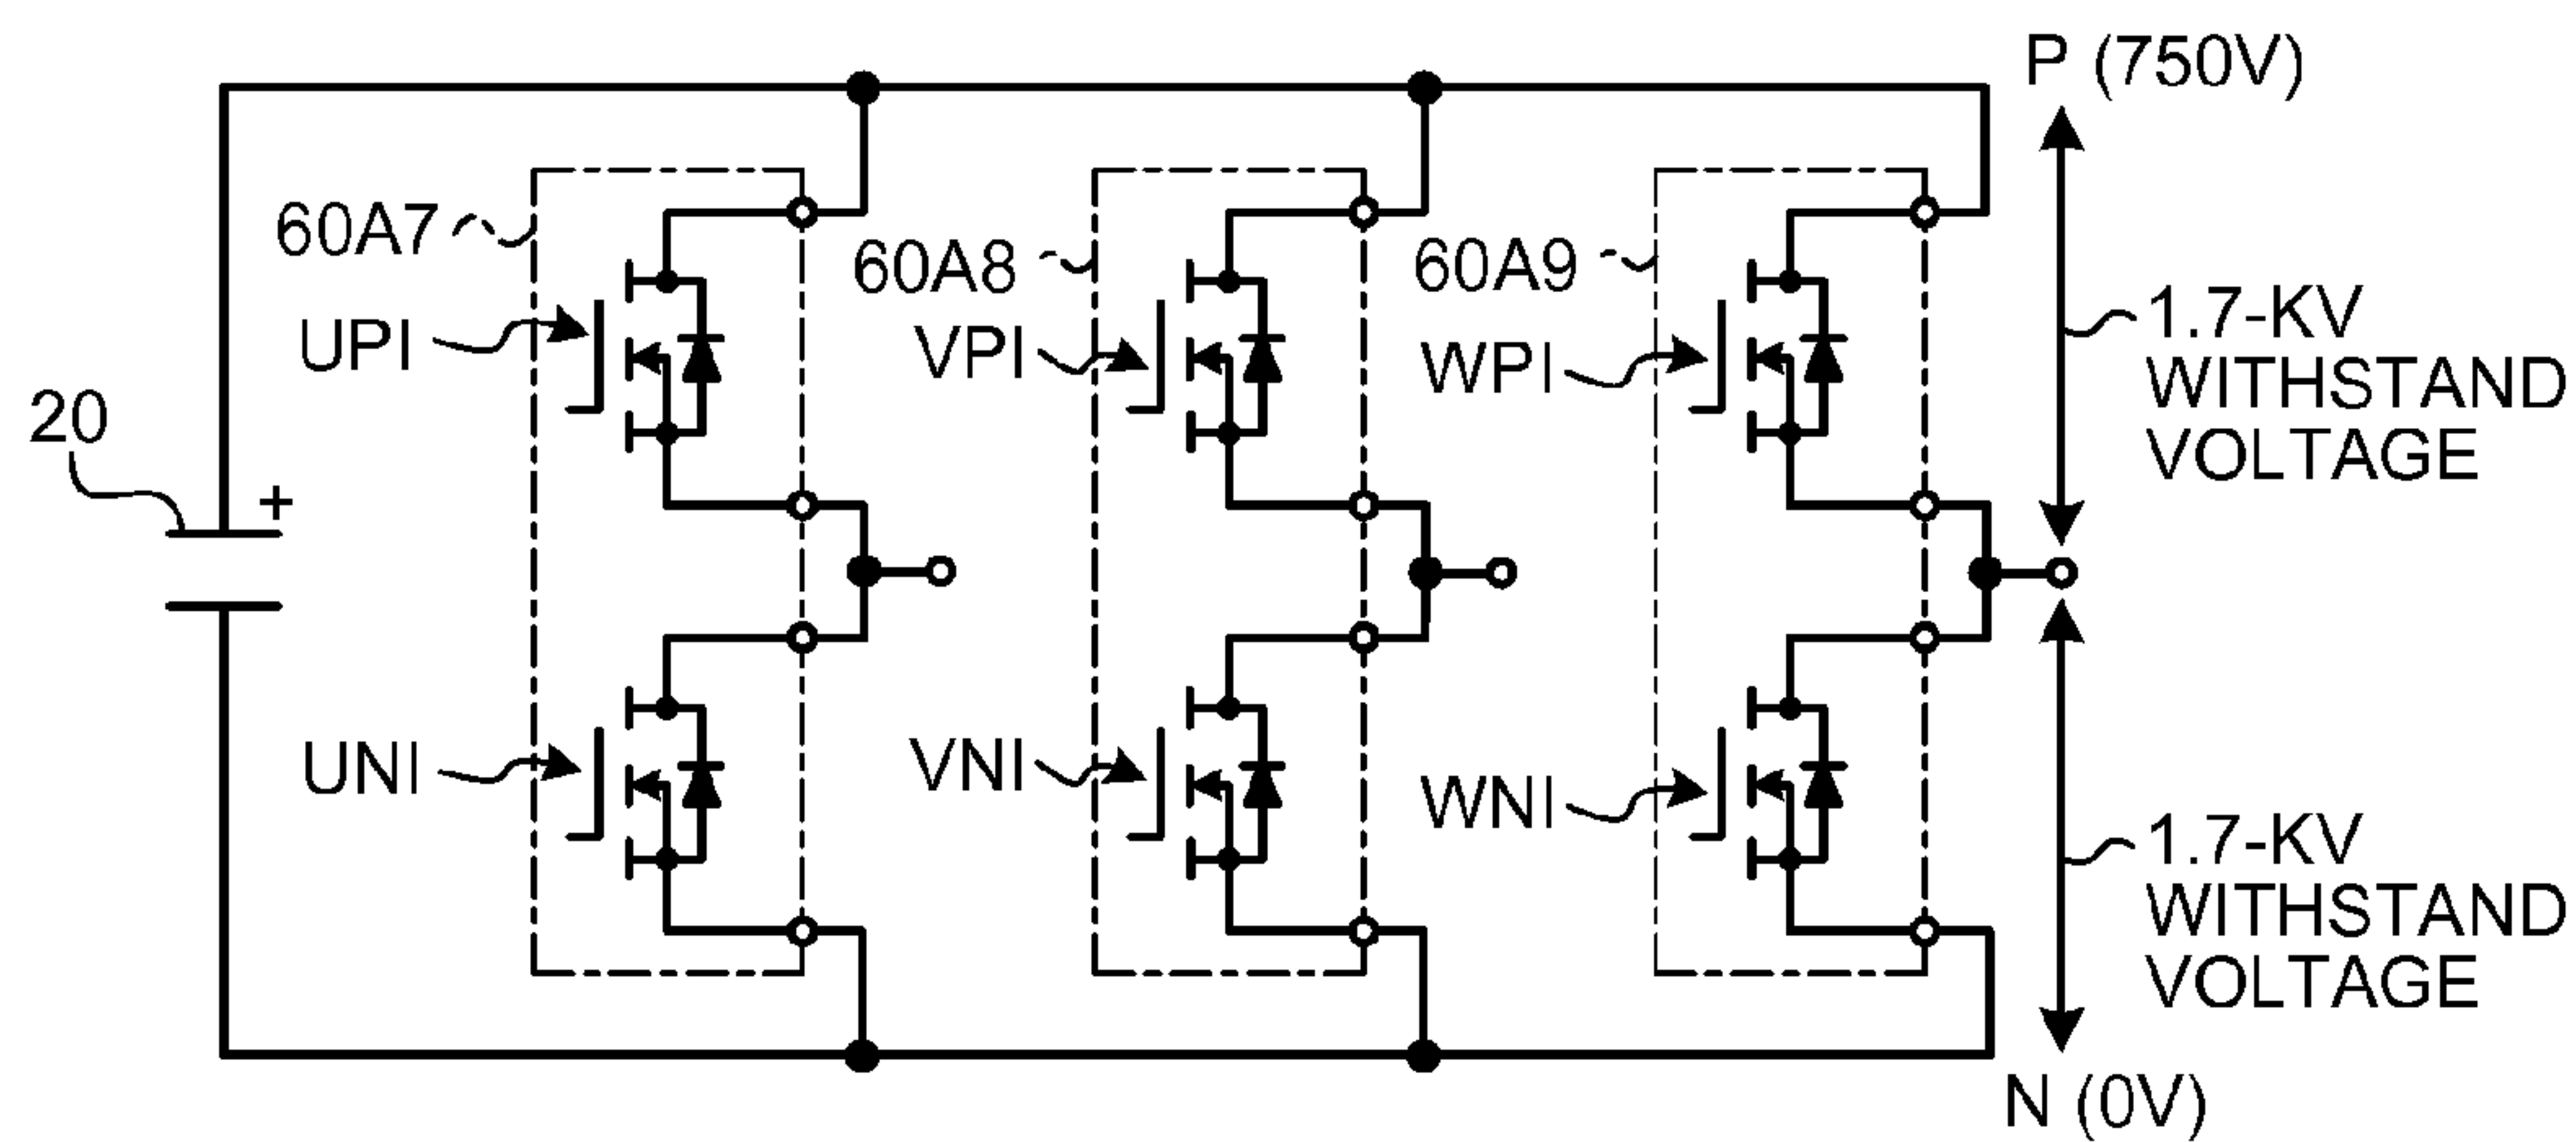 P (750V)
60A7
60A8
60A9
UPI
VPI
WPI
1.7-KV
WITHSTAND
VOLTAGE
20
+
UNI
VNI
WNI
1.7-KV
WITHSTAND
VOLTAGE
N (0V)